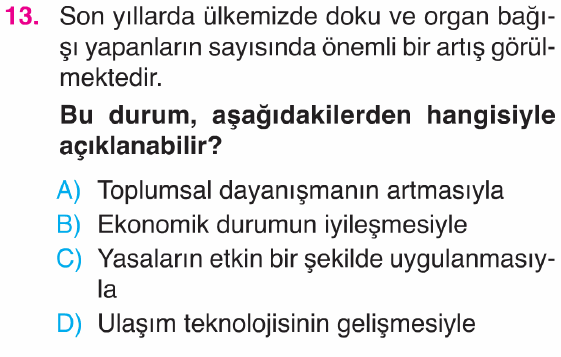 13. Son yıllarda ülkemizde doku ve organ bağı-
şı yapanların sayısında önemli bir artış görül-
mektedir.
Bu durum, aşağıdakilerden hangisiyle
açıklanabilir?
A) Toplumsal dayanışmanın artmasıyla
B) Ekonomik durumun iyileşmesiyle
C) Yasaların etkin bir şekilde uygulanmasıy-
la
D) Ulaşım teknolojisinin gelişmesiyle